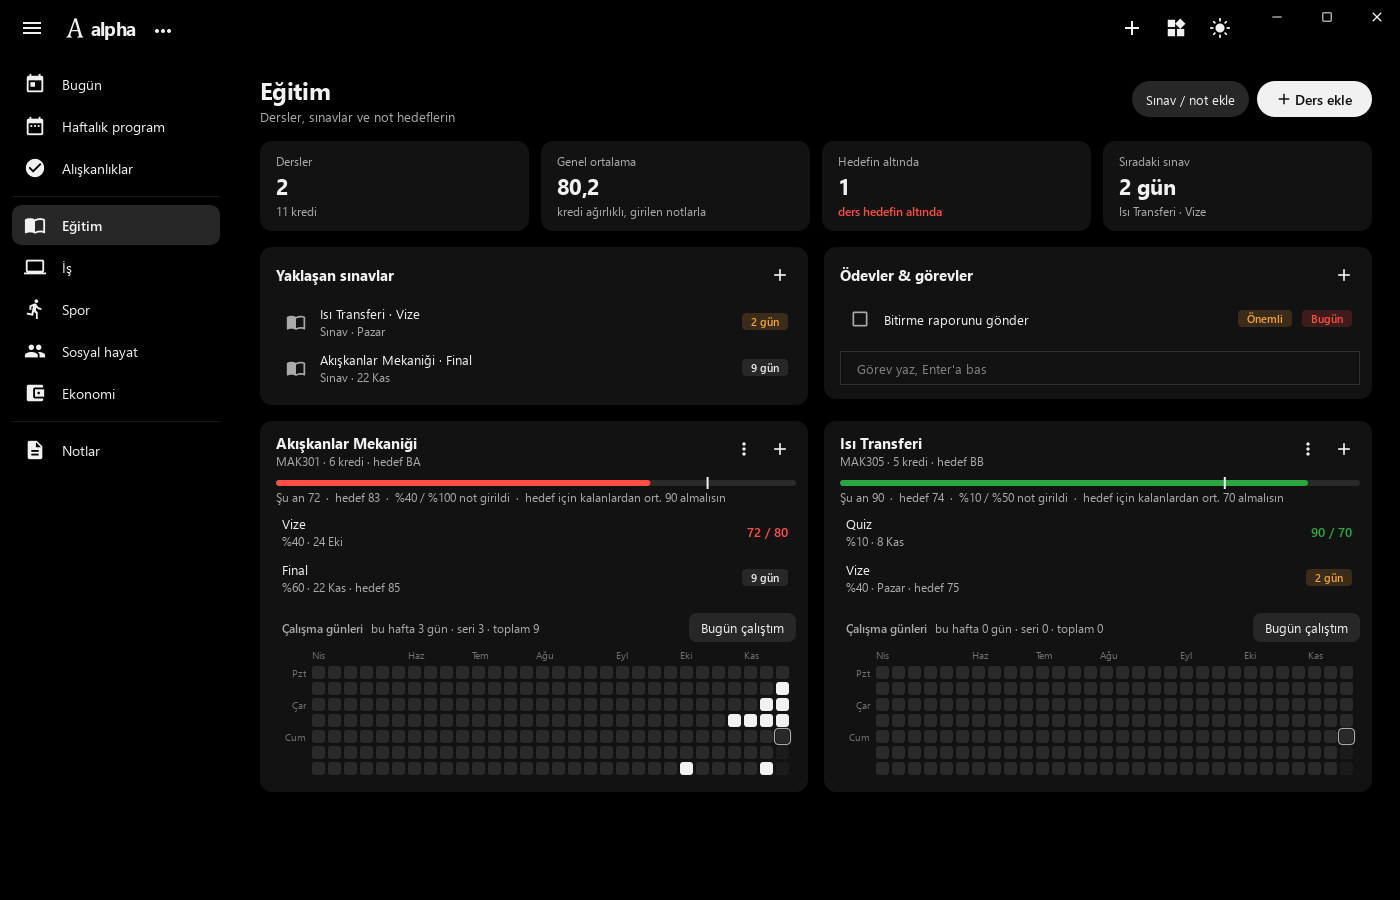 A alpha
Bugün
Haftalık program
Alışkanlıklar
Eğitim
İş
Spor
Sosyal hayat
Ekonomi
Notlar
Eğitim
Dersler, sınavlar ve not hedeflerin
Sınav / not ekle
+ Ders ekle
Dersler
2
11 kredi
Genel ortalama
80,2
kredi ağırlıklı, girilen notlarla
Hedefin altında
1
ders hedefin altında
Sıradaki sınav
2 gün
Isı Transferi · Vize
Yaklaşan sınavlar
Isı Transferi · Vize
Sınav · Pazar
2 gün
Akışkanlar Mekaniği · Final
Sınav · 22 Kas
9 gün
Ödevler & görevler
Bitirme raporunu gönder
Önemli
Bugün
Görev yaz, Enter'a bas
Akışkanlar Mekaniği
MAK301 · 6 kredi · hedef BA
Şu an 72 · hedef 83 · %40 / %100 not girildi · hedef için kalanlardan ort. 90 almalısın
Vize
%40 · 24 Eki
72 / 80
Final
%60 · 22 Kas · hedef 85
9 gün
Çalışma günleri bu hafta 3 gün · seri 3 · toplam 9
Bugün çalıştım
Nis Haz Tem Ağu Eyl Eki Kas
Pzt
Çar
Cum
Isı Transferi
MAK305 · 5 kredi · hedef BB
Şu an 90 · hedef 74 · %10 / %50 not girildi · hedef için kalanlardan ort. 70 almalısın
Quiz
%10 · 8 Kas
90 / 70
Vize
%40 · Pazar · hedef 75
2 gün
Çalışma günleri bu hafta 0 gün · seri 0 · toplam 0
Bugün çalıştım
Nis Haz Tem Ağu Eyl Eki Kas
Pzt
Çar
Cum